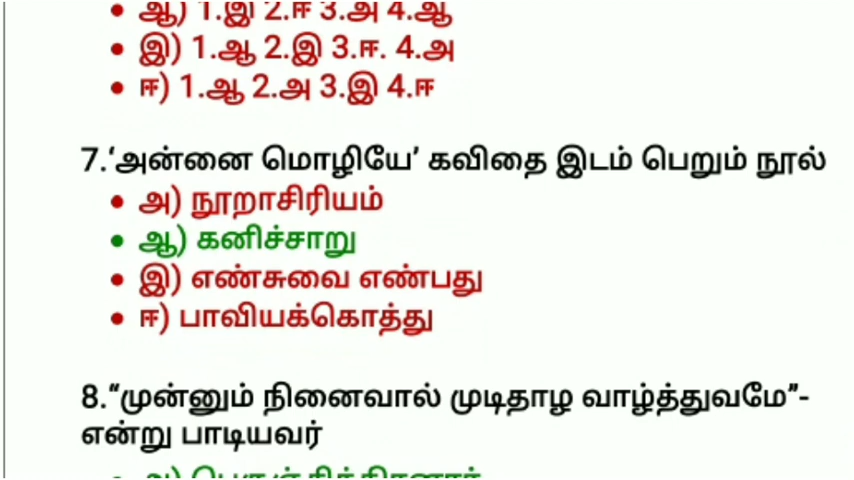 ஆ) 1.இ 2.ஈ 3.அ 4.ஆ
இ) 1.ஆ 2.இ 3.ஈ. 4.அ
ஈ) 1.ஆ 2.அ 3.இ 4.ஈ
7.‘அன்னை மொழியே’ கவிதை இடம் பெறும் நூல்
அ) நூறாசிரியம்
ஆ) கனிச்சாறு
இ) எண்சுவை எண்பது
ஈ) பாவியக்கொத்து
8.“முன்னும் நினைவால் முடிதாழ வாழ்த்துவமே”-
என்று பாடியவர்